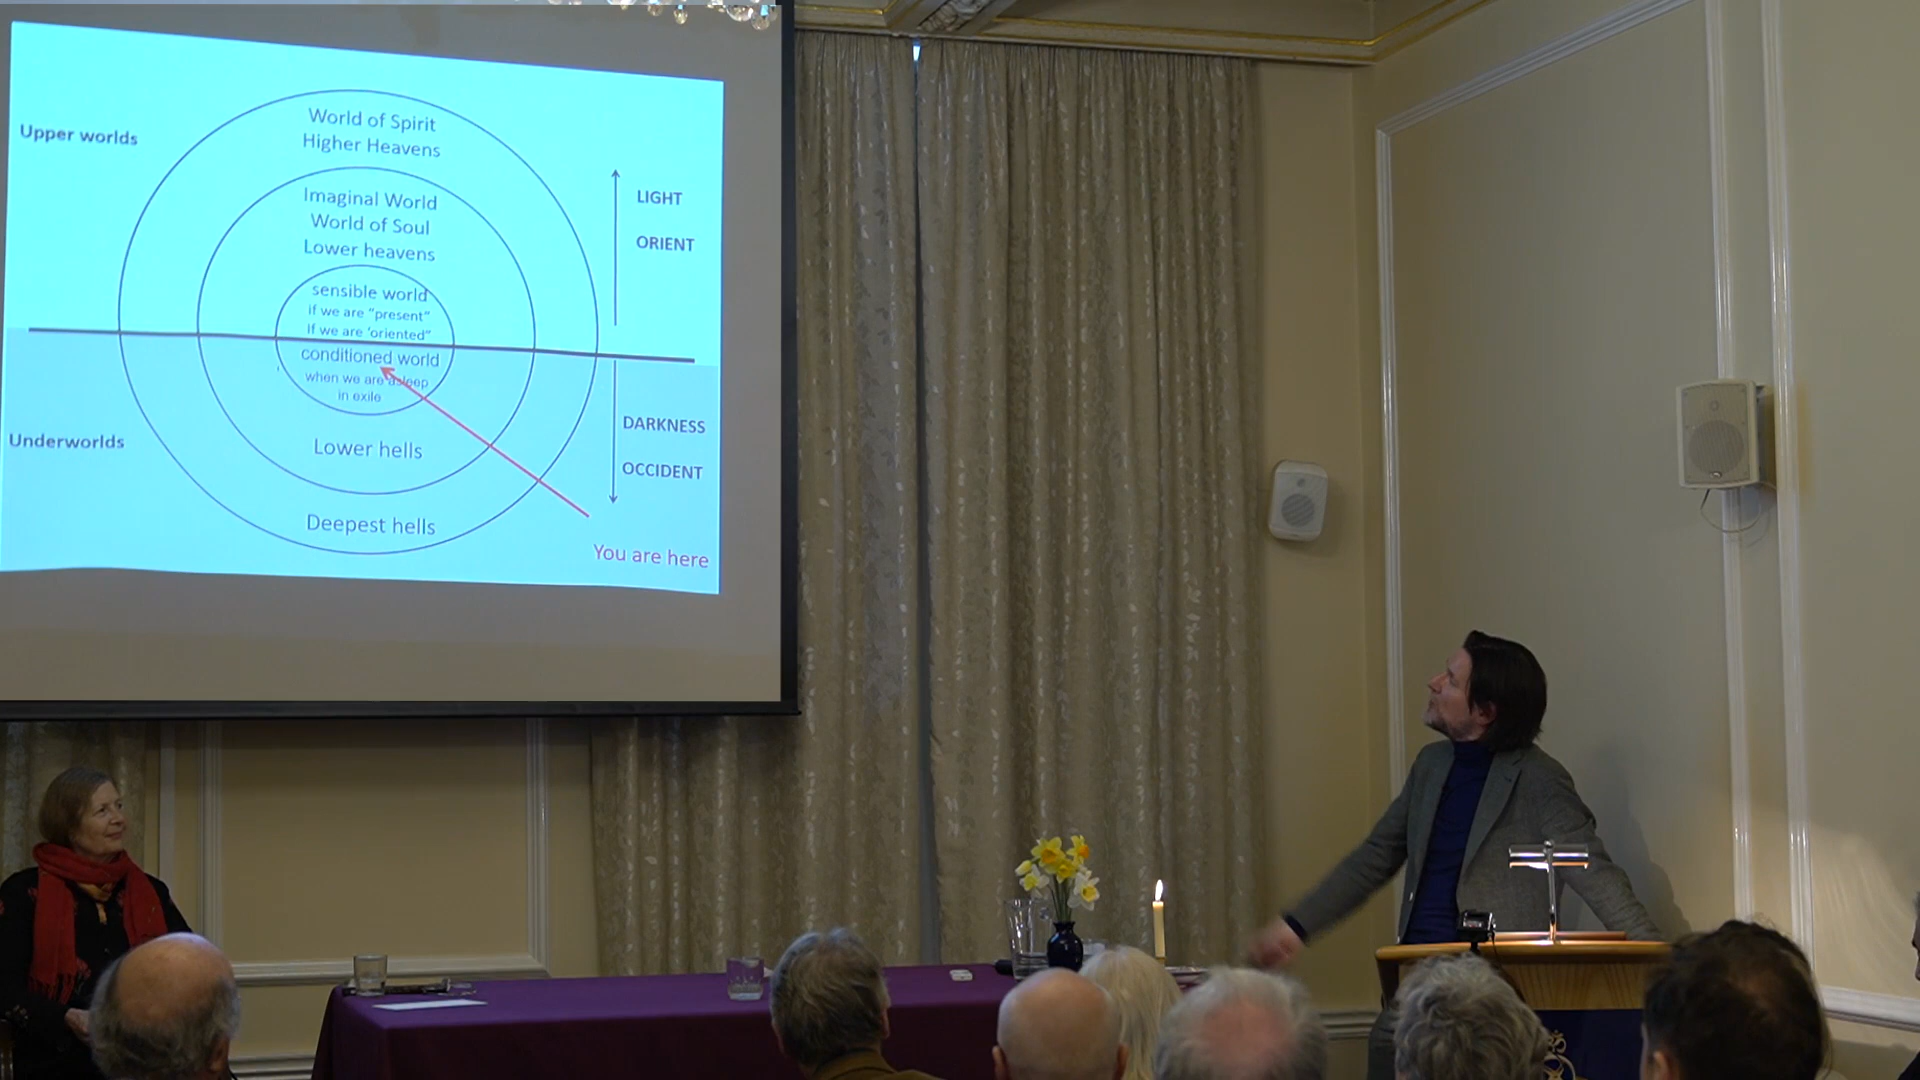 World of Spirit
Higher Heavens
Upper worlds
Imaginal World
World of Soul
Lower heavens
LIGHT
ORIENT
sensible world
if we are "present"
If we are 'oriented"
conditioned world
when we are asleep
in exile
Lower hells
Deepest hells
Underworlds
DARKNESS
OCCIDENT
You are here